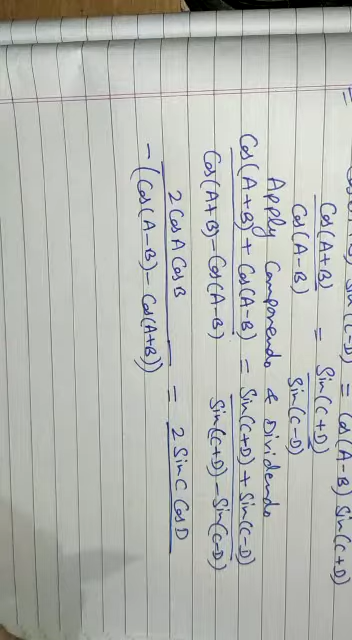 = Cos(A+B) Sin(C-D) = Cos(A-B) Sin(C+D)
Cos(A+B) / Cos(A-B) = Sin(C+D) / Sin(C-D)
Apply Componendo & Dividendo
Cos(A+B) + Cos(A-B) / Cos(A+B) - Cos(A-B) = Sin(C+D) + Sin(C-D) / Sin(C+D) - Sin(C-D)
2 Cos A Cos B / -(Cos(A-B) - Cos(A+B)) = 2 Sin C Cos D